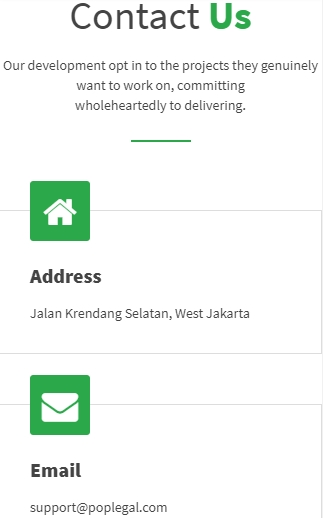 Contact Us
Our development opt in to the projects they genuinely
want to work on, committing
wholeheartedly to delivering.
Address
Jalan Krendang Selatan, West Jakarta
Email
support@poplegal.com